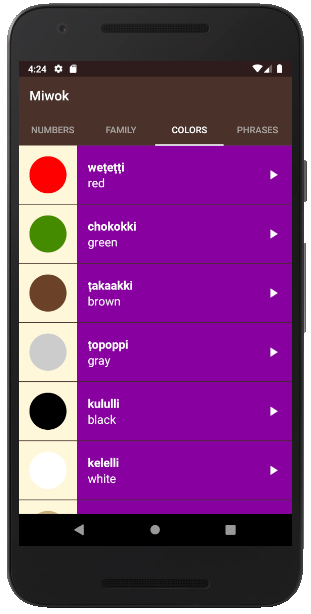 4:24
Miwok
NUMBERS FAMILY COLORS PHRASES
weṭeṭṭi
red
chokokki
green
ṭakaakki
brown
ṭopoppi
gray
kululli
black
kelelli
white